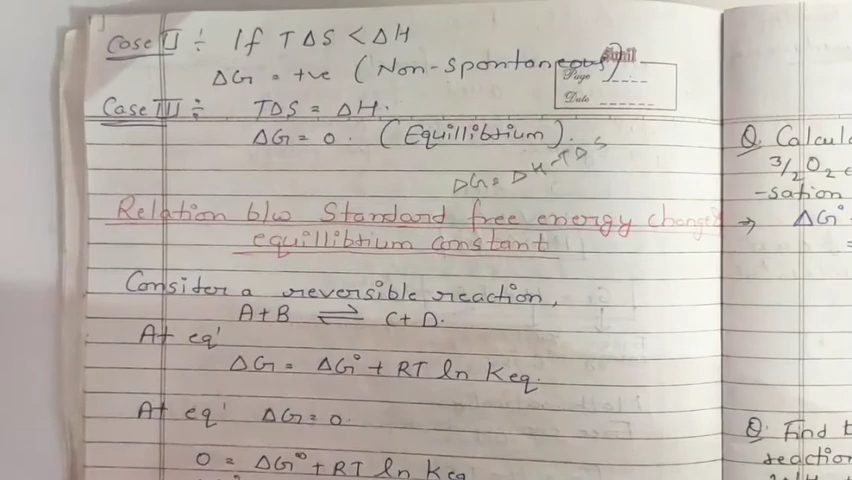 Case II ÷ If TΔS < ΔH
ΔG = +ve (Non-spontaneous)
Page
Date
Case III ÷ TΔS = ΔH.
ΔG = 0. (Equillibtium).
ΔG = ΔH - TΔS
Relation b/w Standard free energy change &
equillibtium constant
Consider a reversible reaction,
A + B ⇌ C + D.
At eq'
ΔG = ΔG° + RT ln Keq.
At eq' ΔG = 0.
0 = ΔG° + RT ln Keq
Q. Calcul
3/2 O2
-sation
→ ΔG°
=
Q. Find
reaction